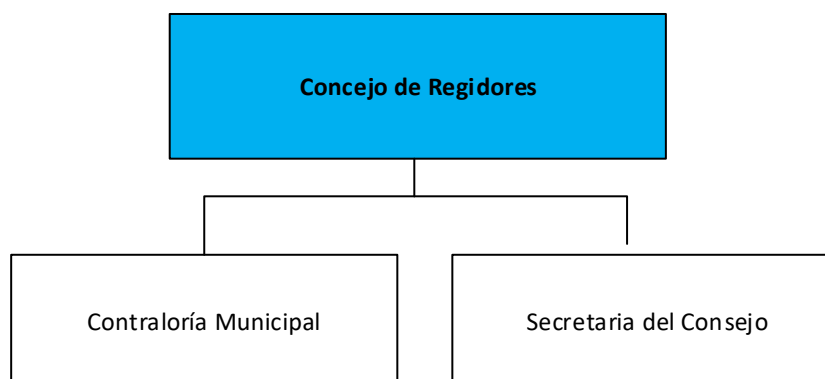 Concejo de Regidores
Contraloría Municipal
Secretaria del Consejo